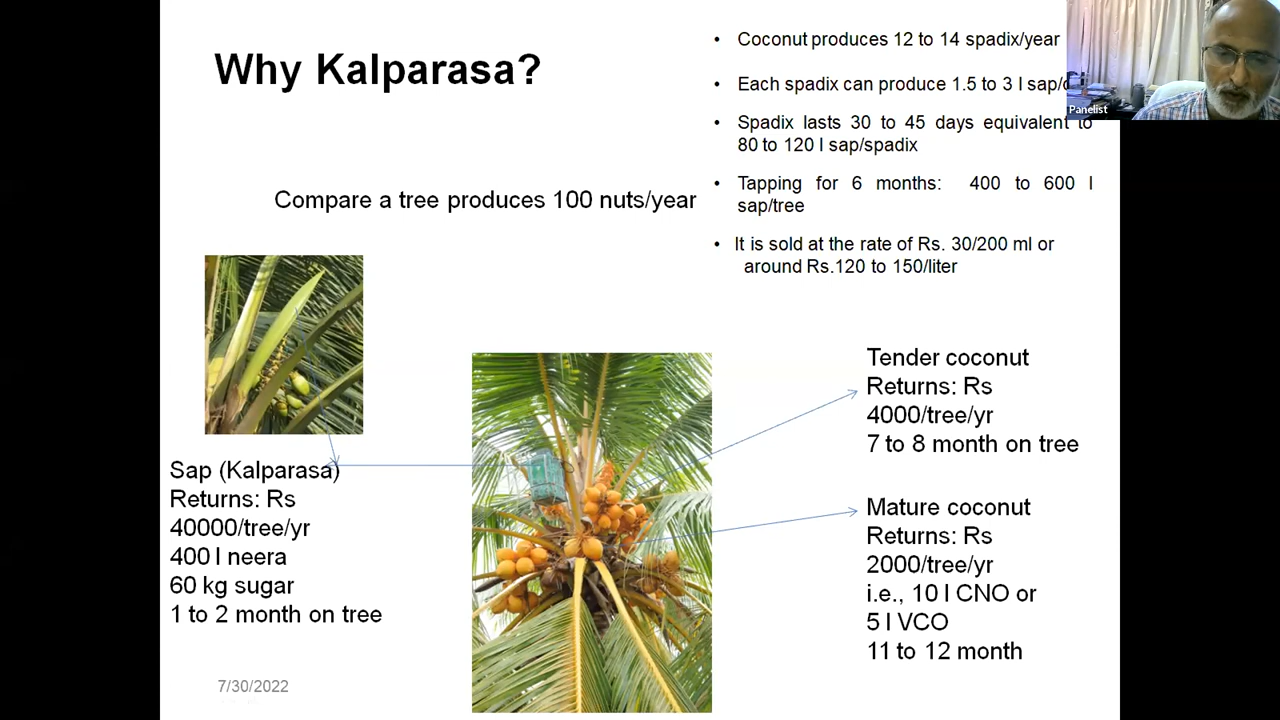 Why Kalparasa?
Compare a tree produces 100 nuts/year
• Coconut produces 12 to 14 spadix/year
• Each spadix can produce 1.5 to 3 l sap/
• Spadix lasts 30 to 45 days equivalent to
80 to 120 l sap/spadix
• Tapping for 6 months: 400 to 600 l
sap/tree
• It is sold at the rate of Rs. 30/200 ml or
around Rs.120 to 150/liter
Panelist
Sap (Kalparasa)
Returns: Rs
40000/tree/yr
400 l neera
60 kg sugar
1 to 2 month on tree
Tender coconut
Returns: Rs
4000/tree/yr
7 to 8 month on tree
Mature coconut
Returns: Rs
2000/tree/yr
i.e., 10 l CNO or
5 l VCO
11 to 12 month
7/30/2022